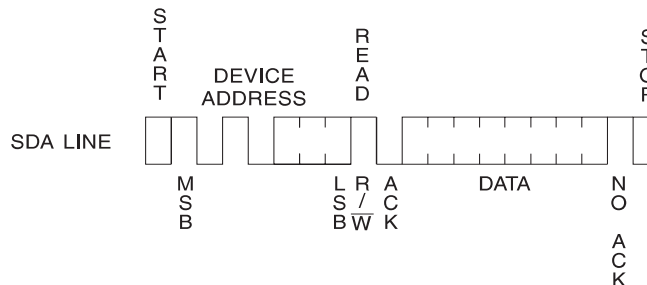 START
DEVICE
ADDRESS
READ
SDA LINE
MSB
LSB
R/W
ACK
DATA
NO ACK